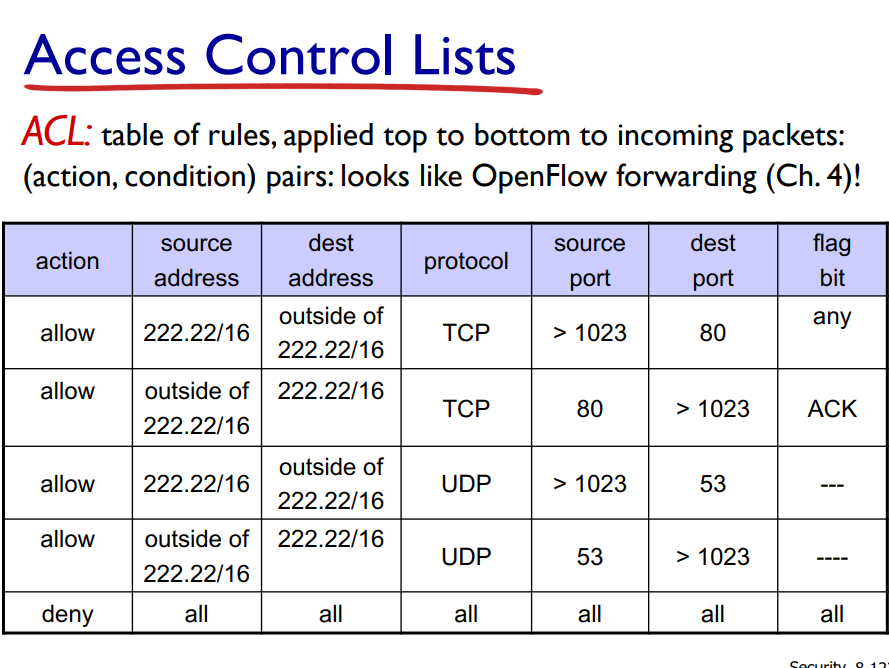 Access Control Lists
ACL: table of rules, applied top to bottom to incoming packets:
(action, condition) pairs: looks like OpenFlow forwarding (Ch. 4)!
action source address dest address protocol source port dest port flag bit
allow 222.22/16 outside of 222.22/16 TCP > 1023 80 any
allow outside of 222.22/16 222.22/16 TCP 80 > 1023 ACK
allow 222.22/16 outside of 222.22/16 UDP > 1023 53 ---
allow outside of 222.22/16 222.22/16 UDP 53 > 1023 ----
deny all all all all all all
Security